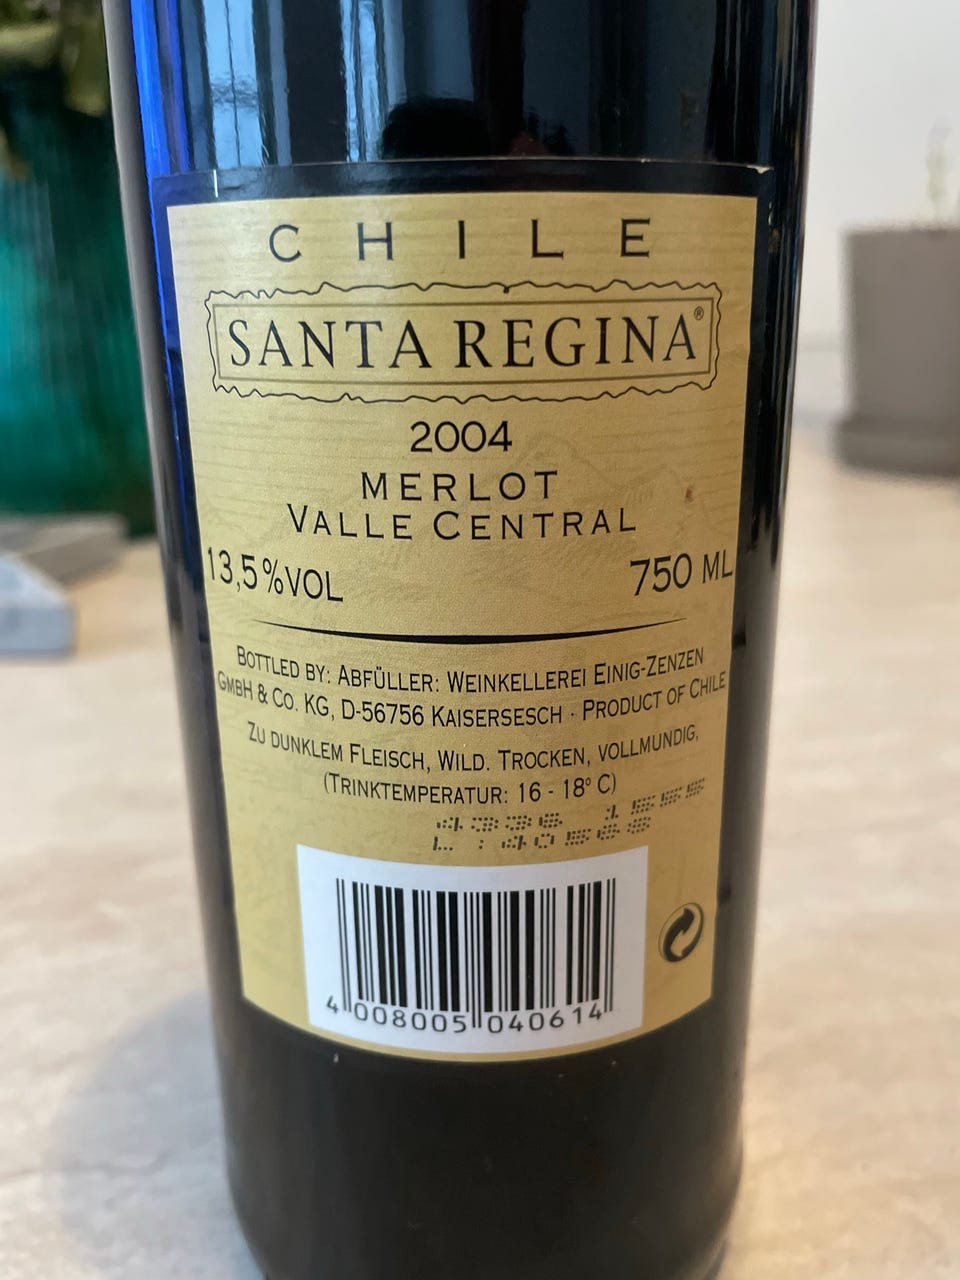 CHILE
SANTA REGINA®
2004
MERLOT
VALLE CENTRAL
13,5%VOL 750 ML
BOTTLED BY: ABFÜLLER: WEINKELLEREI EINIG-ZENZEN
GMBH & CO. KG, D-56756 KAISERSESCH · PRODUCT OF CHILE
ZU DUNKLEM FLEISCH, WILD. TROCKEN, VOLLMUNDIG,
(TRINKTEMPERATUR: 16 - 18° C)
4 008005 040614